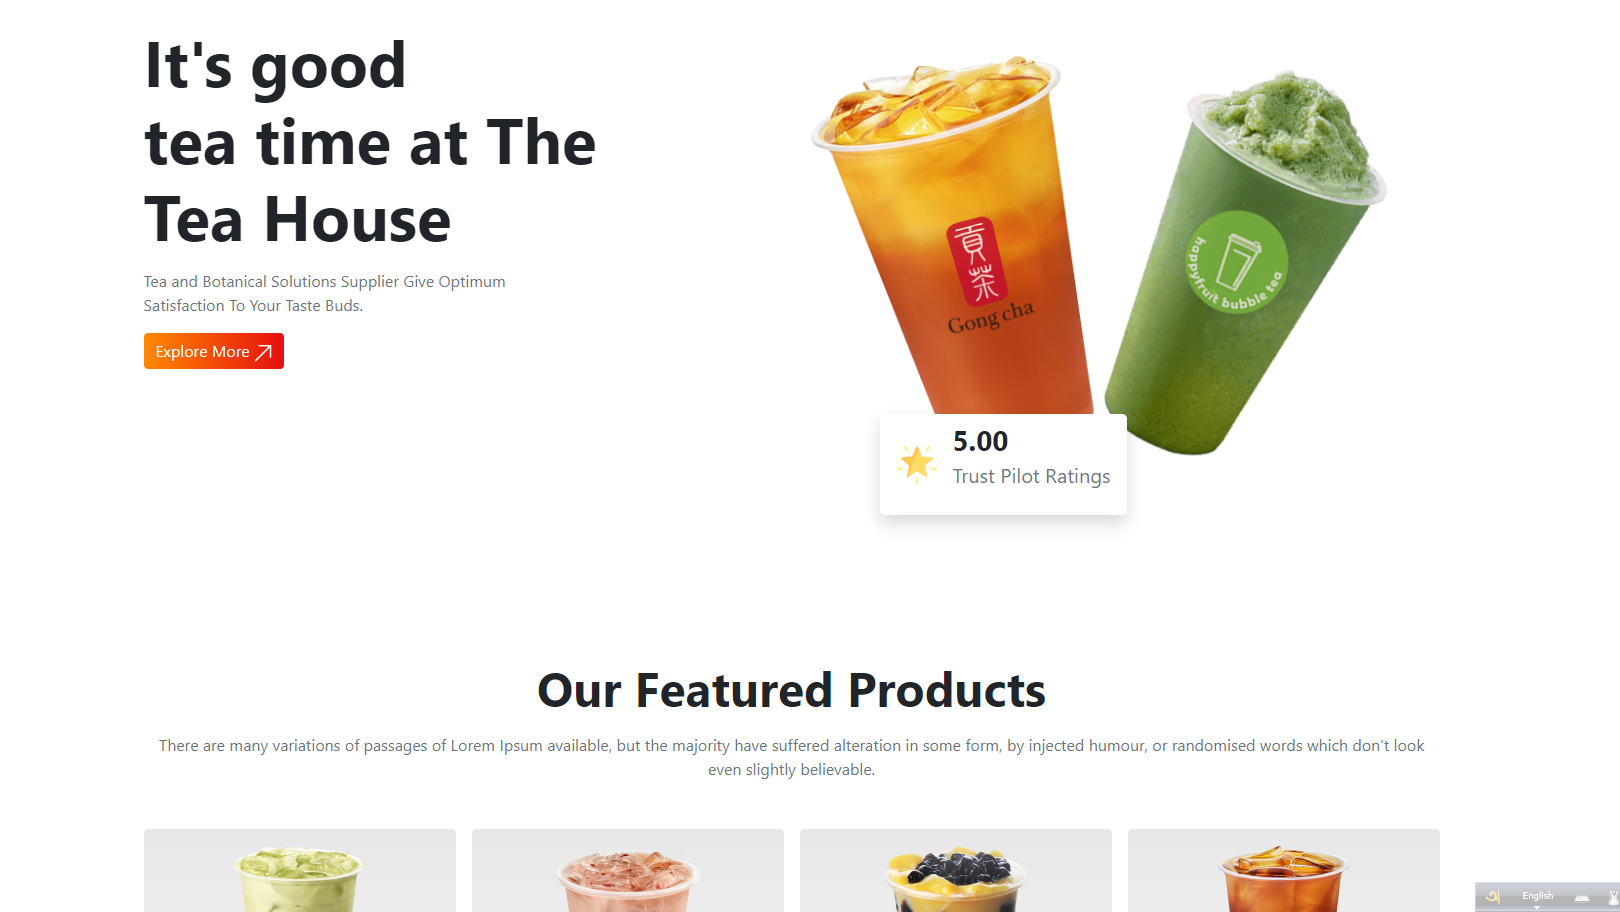 It's good
tea time at The
Tea House
Tea and Botanical Solutions Supplier Give Optimum
Satisfaction To Your Taste Buds.
Explore More
貢茶
Gong cha
happyfruit bubble tea
5.00
Trust Pilot Ratings
Our Featured Products
There are many variations of passages of Lorem Ipsum available, but the majority have suffered alteration in some form, by injected humour, or randomised words which don't look
even slightly believable.
English